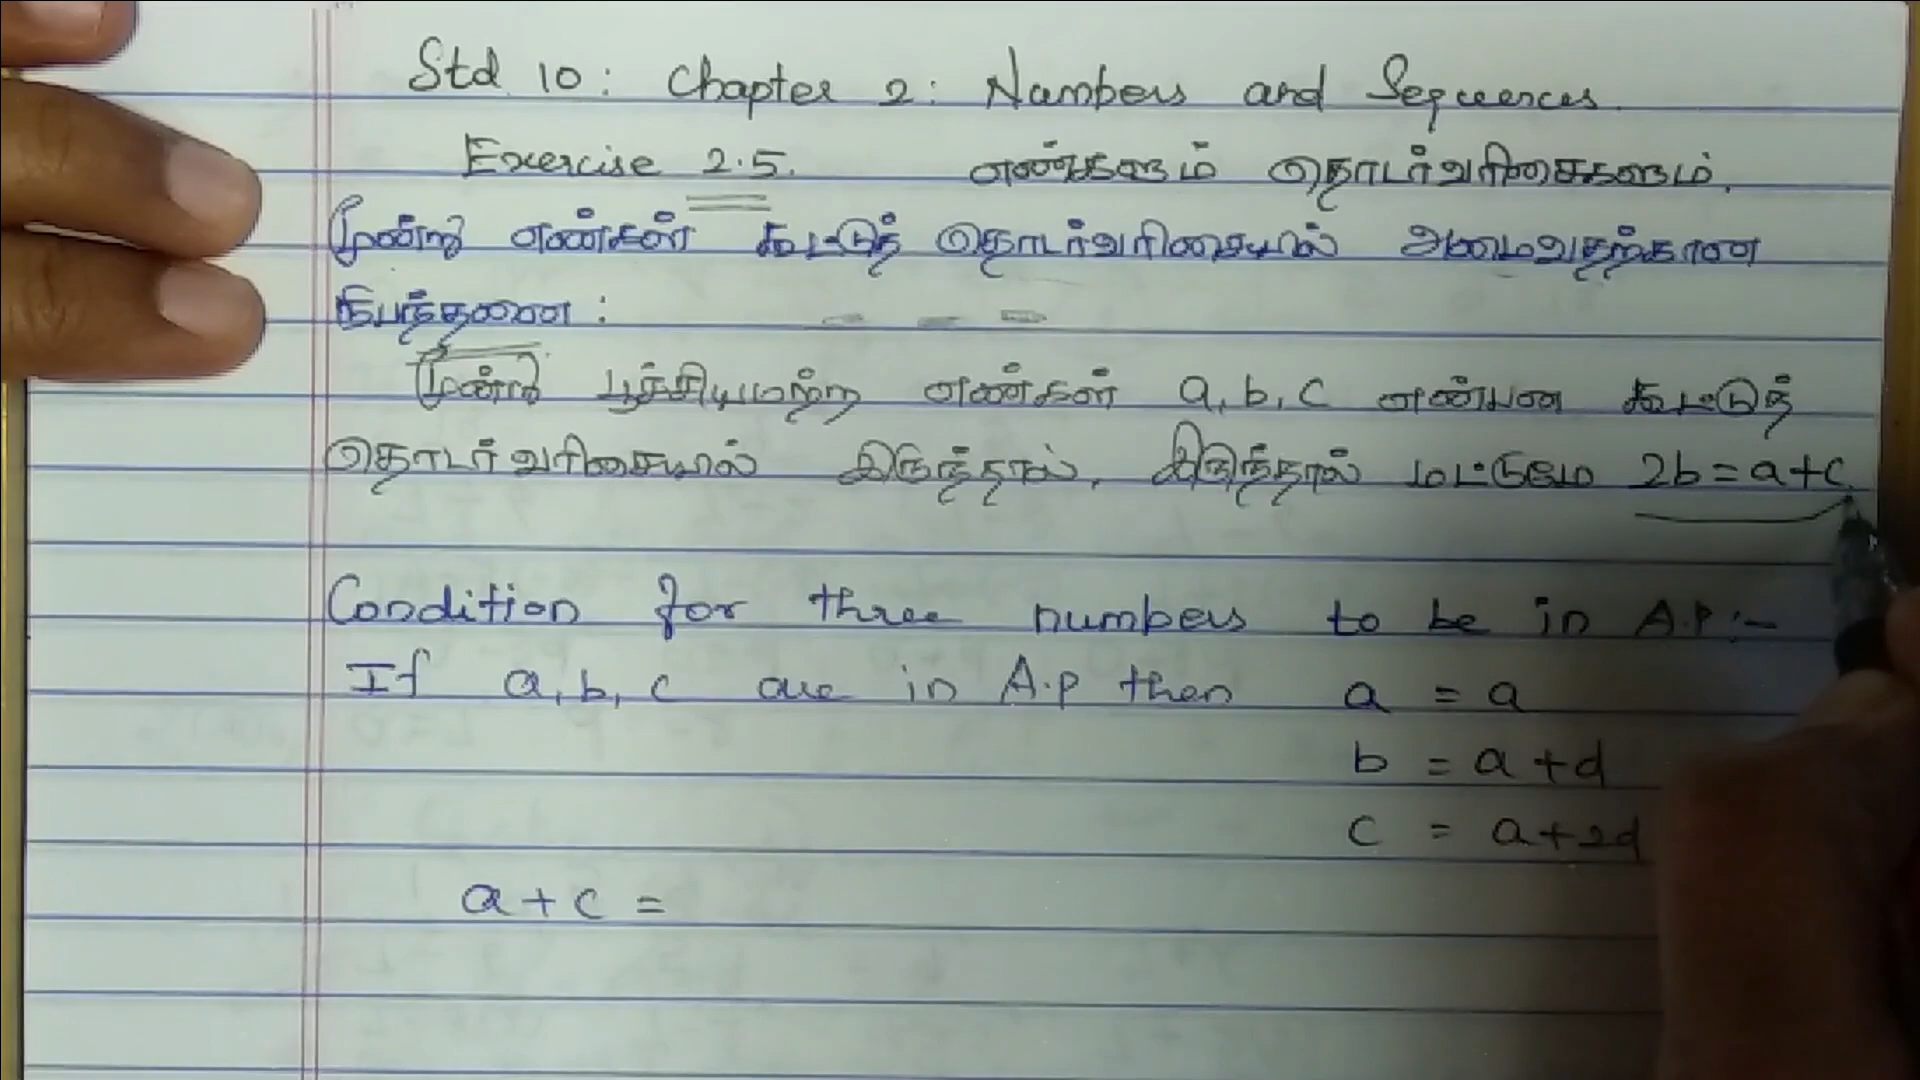 Std 10: Chapter 2: Numbers and Sequences
Exercise 2.5. எண்களும் தொடர்வரிசைகளும்.
மூன்று எண்கள் கூட்டுத் தொடர்வரிசையில் அமைவதற்கான
நிபந்தனை :
மூன்று பூச்சியமற்ற எண்கள் a, b, c என்பன கூட்டுத்
தொடர் வரிசையில் இருந்தால், இருந்தால் மட்டுமே 2b = a+c.
Condition for three numbers to be in A.P :-
If a, b, c are in A.P then a = a
b = a + d
c = a+2d
a + c =